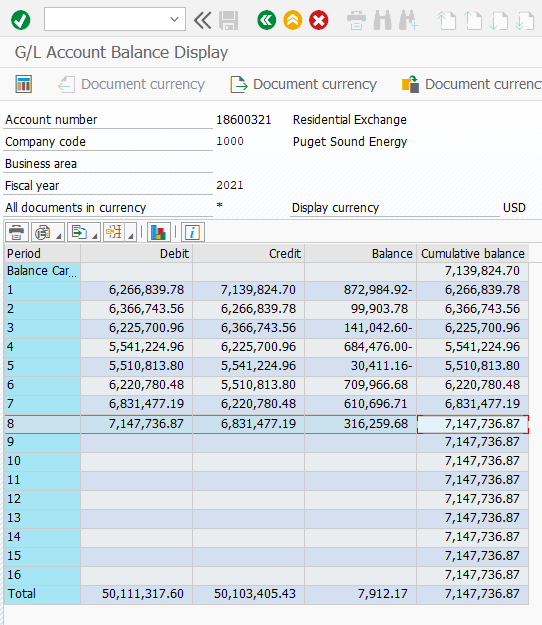 G/L Account Balance Display
Document currency Document currency Document currenc
Account number 18600321 Residential Exchange
Company code 1000 Puget Sound Energy
Business area
Fiscal year 2021
All documents in currency * Display currency USD
Period Debit Credit Balance Cumulative balance
Balance Car... 7,139,824.70
1 6,266,839.78 7,139,824.70 872,984.92- 6,266,839.78
2 6,366,743.56 6,266,839.78 99,903.78 6,366,743.56
3 6,225,700.96 6,366,743.56 141,042.60- 6,225,700.96
4 5,541,224.96 6,225,700.96 684,476.00- 5,541,224.96
5 5,510,813.80 5,541,224.96 30,411.16- 5,510,813.80
6 6,220,780.48 5,510,813.80 709,966.68 6,220,780.48
7 6,831,477.19 6,220,780.48 610,696.71 6,831,477.19
8 7,147,736.87 6,831,477.19 316,259.68 7,147,736.87
9 7,147,736.87
10 7,147,736.87
11 7,147,736.87
12 7,147,736.87
13 7,147,736.87
14 7,147,736.87
15 7,147,736.87
16 7,147,736.87
Total 50,111,317.60 50,103,405.43 7,912.17 7,147,736.87